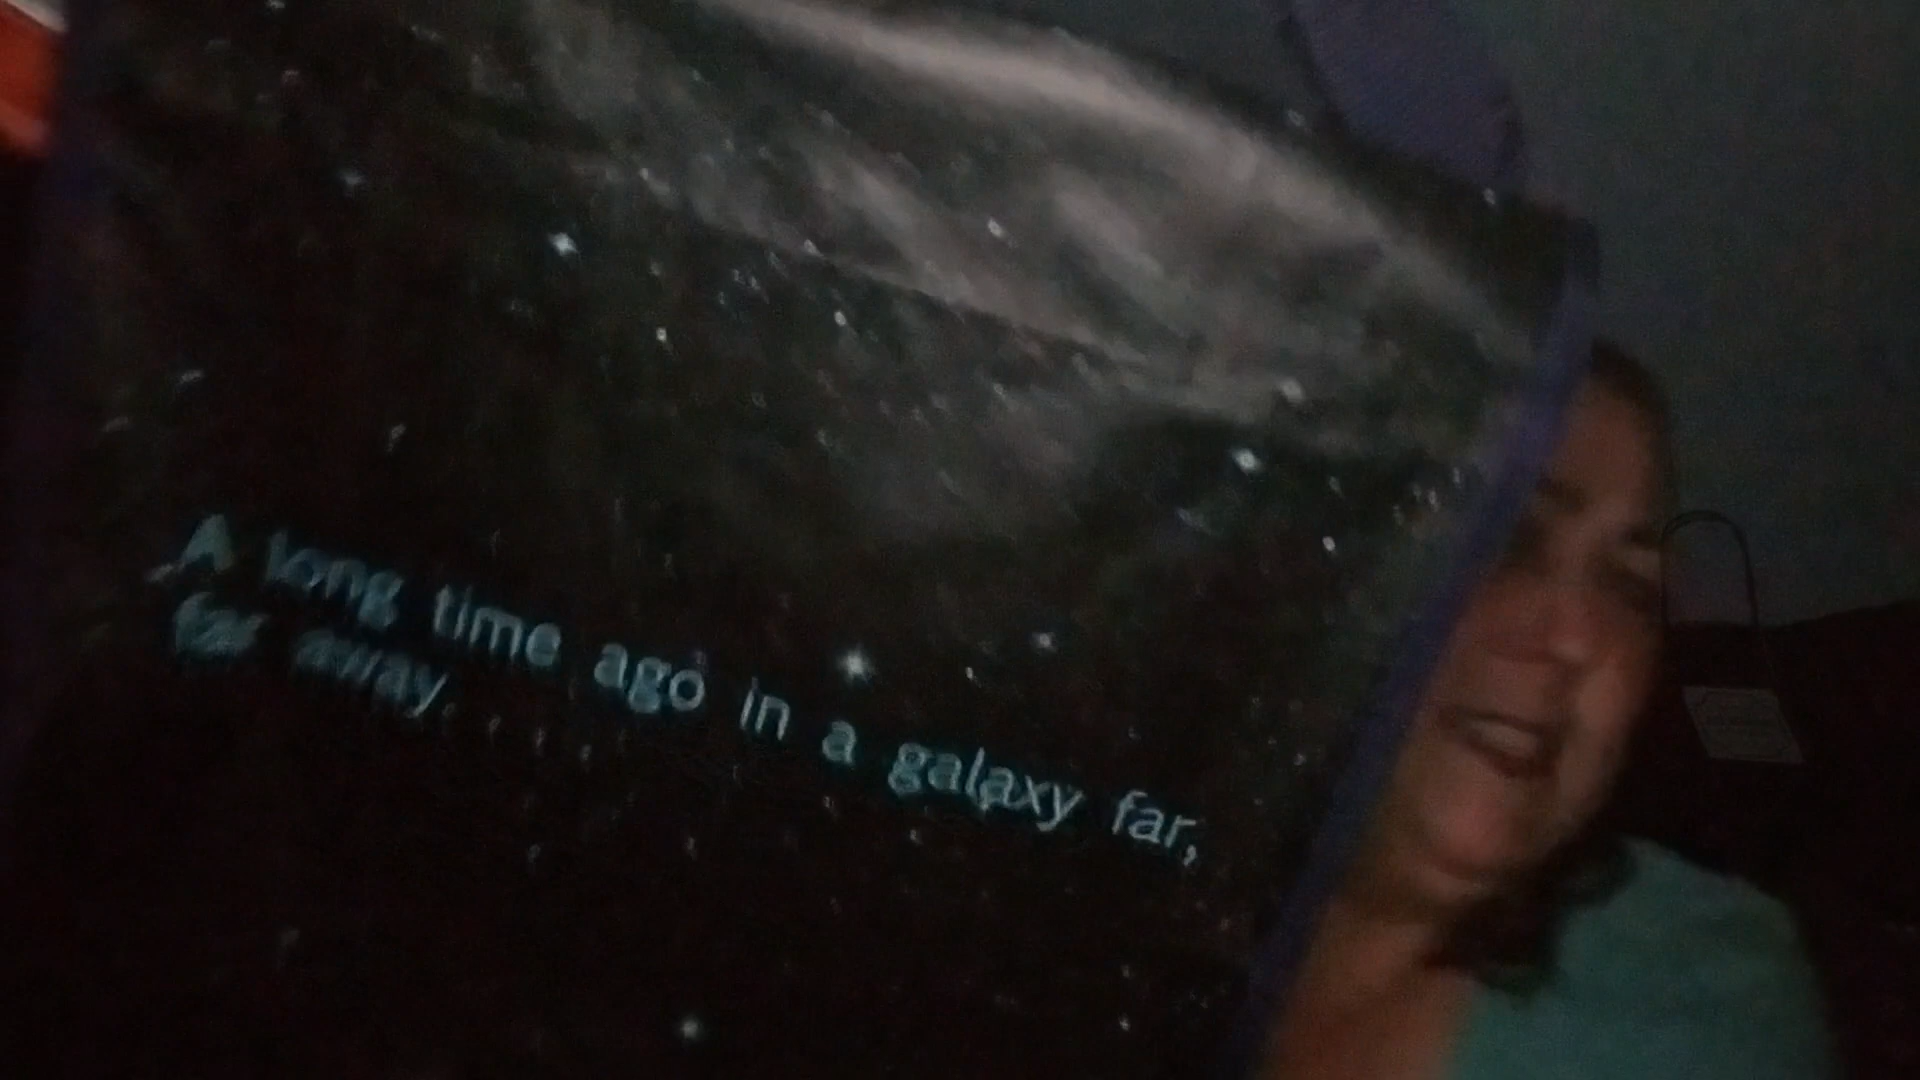 A long time ago in a galaxy far,
far away. . . .